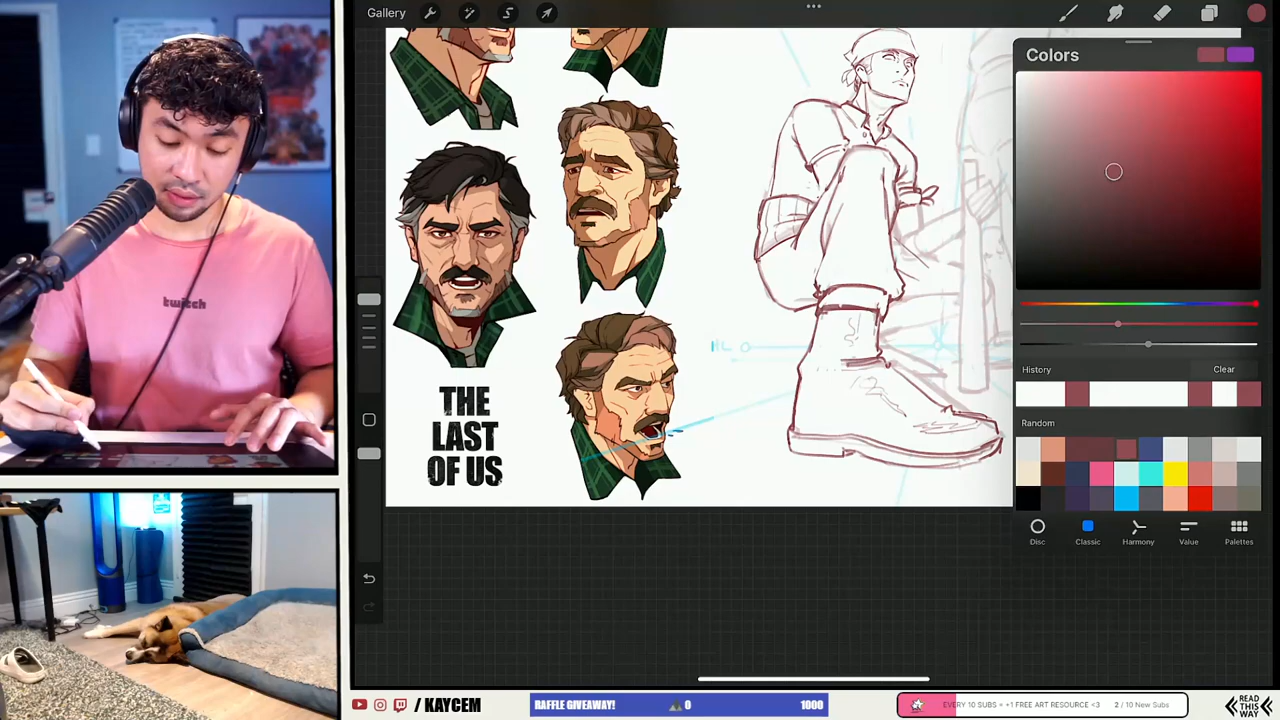 Gallery
Colors
twitch
History
Clear
Random
THE
LAST
OF US
Disc
Classic
Harmony
Value
Palettes
/ KAYCEM
RAFFLE GIVEAWAY!
0
1000
EVERY 10 SUBS = +1 FREE ART RESOURCE <3
2 / 10 New Subs
READ
THIS
WAY